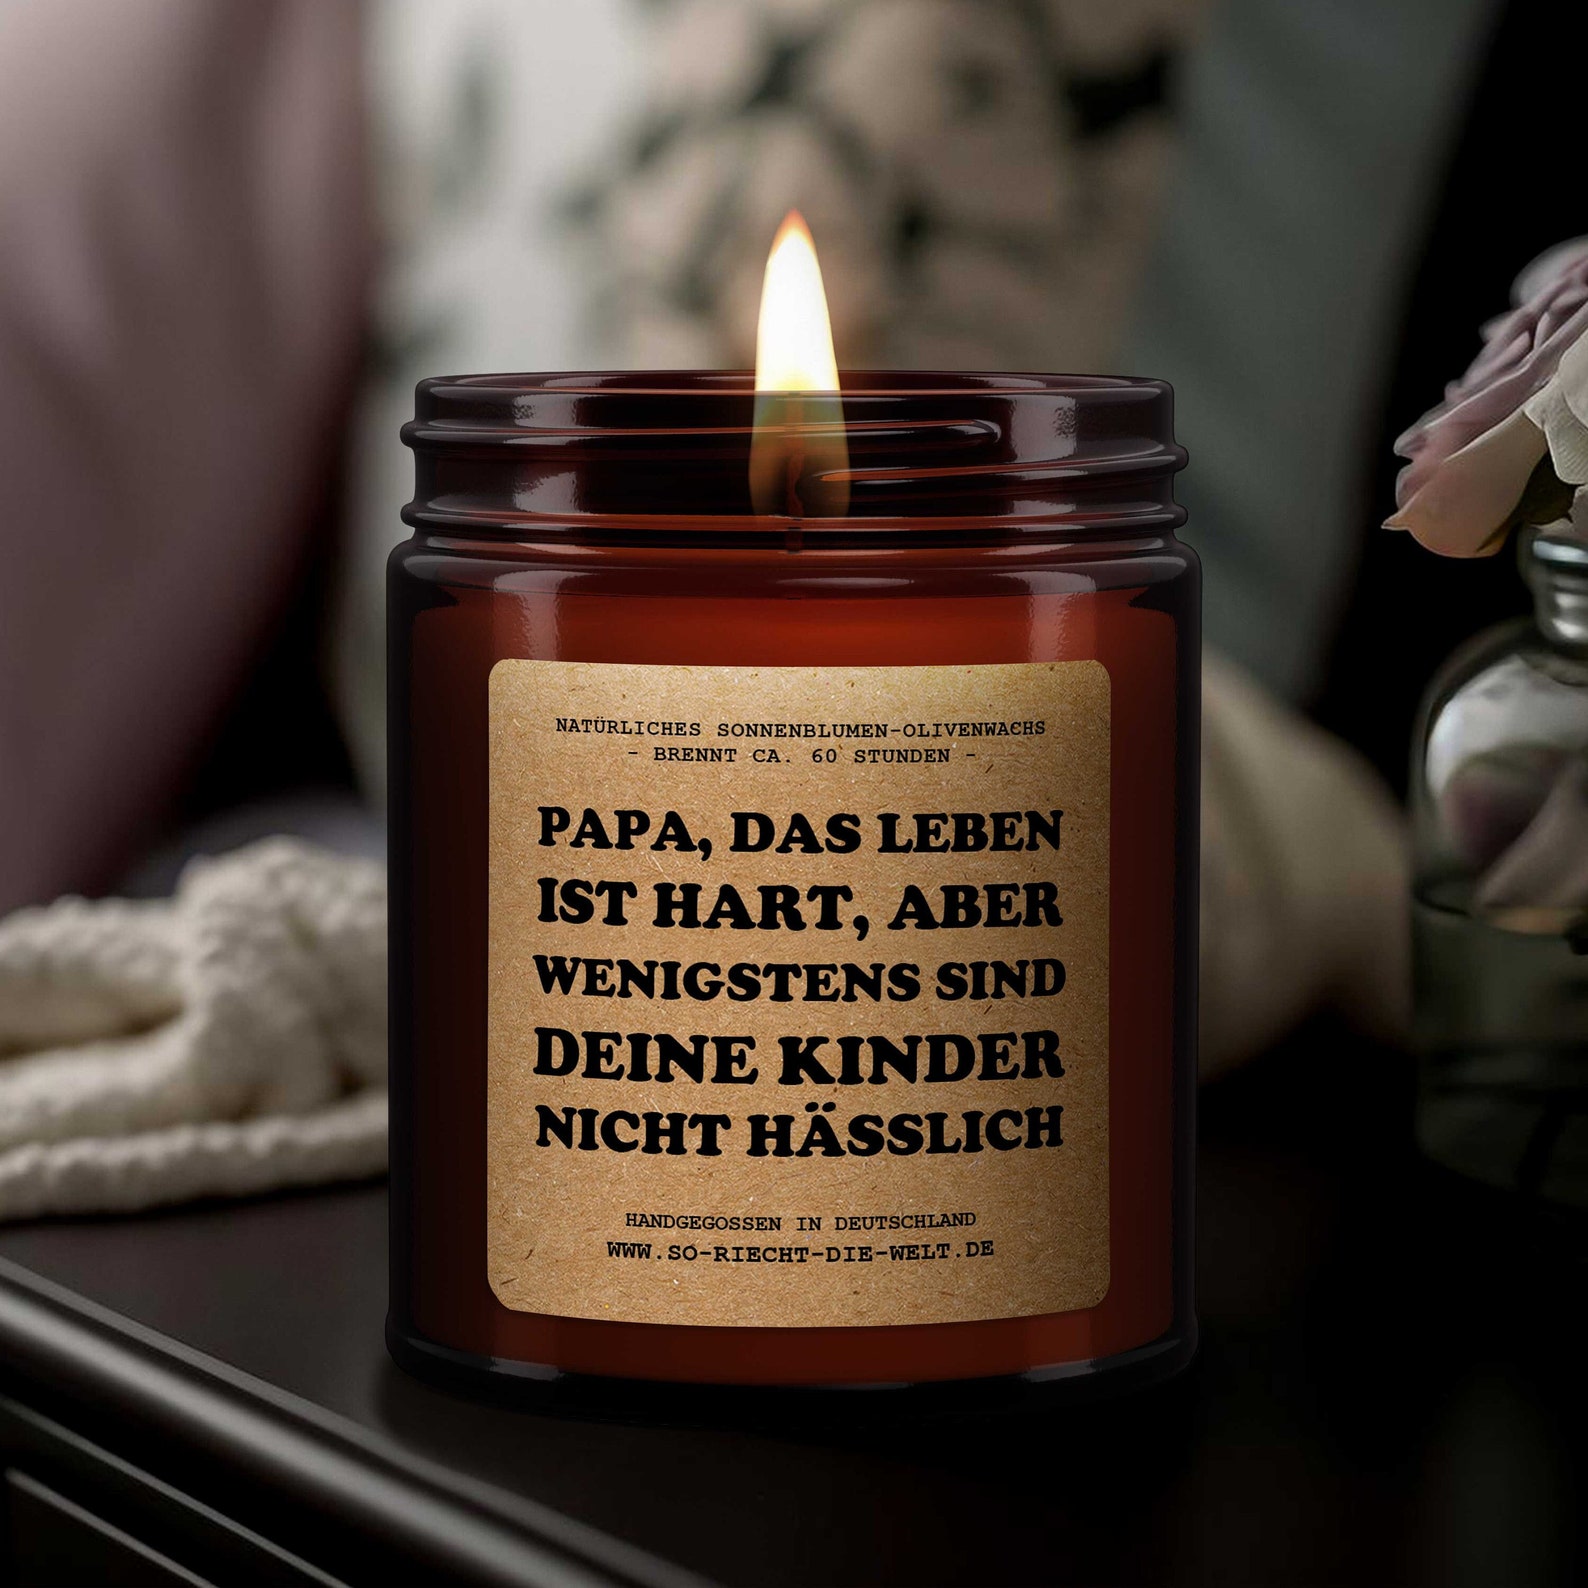 NATÜRLICHES SONNENBLUMEN-OLIVENWACHS
- BRENNT CA. 60 STUNDEN -
PAPA, DAS LEBEN
IST HART, ABER
WENIGSTENS SIND
DEINE KINDER
NICHT HÄSSLICH
HANDGEGOSSEN IN DEUTSCHLAND
WWW.SO-RIECHT-DIE-WELT.DE